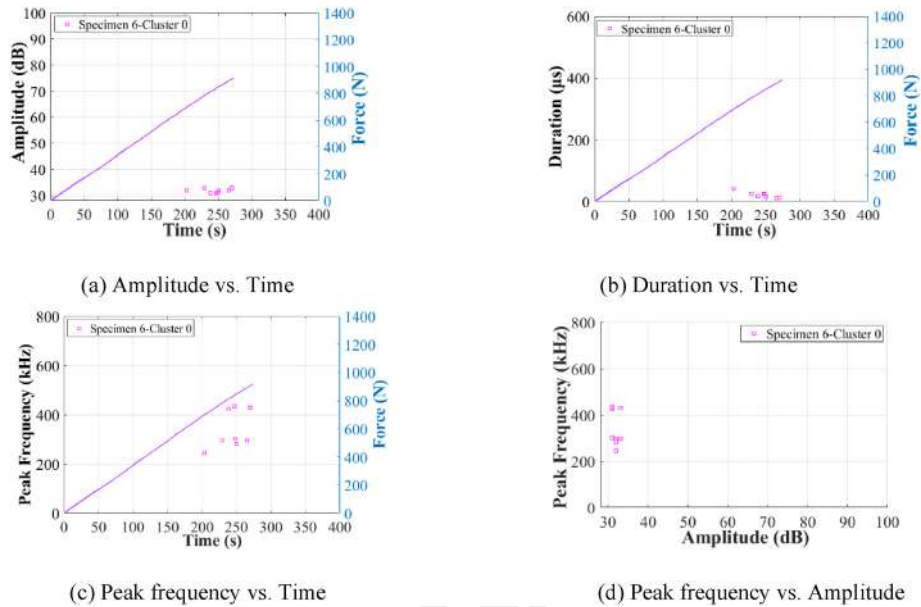 100
90
80
70
60
50
40
30
Amplitude (dB)
Specimen 6-Cluster 0
1400
1200
1000
800
600
400
200
0
Force (N)
0 50 100 150 200 250 300 350 400
Time (s)
(a) Amplitude vs. Time
600
400
200
0
Duration (μs)
Specimen 6-Cluster 0
1400
1200
1000
800
600
400
200
0
Force (N)
0 50 100 150 200 250 300 350 400
Time (s)
(b) Duration vs. Time
800
600
400
200
0
Peak Frequency (kHz)
Specimen 6-Cluster 0
1400
1200
1000
800
600
400
200
0
Force (N)
0 50 100 150 200 250 300 350 400
Time (s)
(c) Peak frequency vs. Time
800
600
400
200
0
Peak Frequency (kHz)
Specimen 6-Cluster 0
30 40 50 60 70 80 90 100
Amplitude (dB)
(d) Peak frequency vs. Amplitude